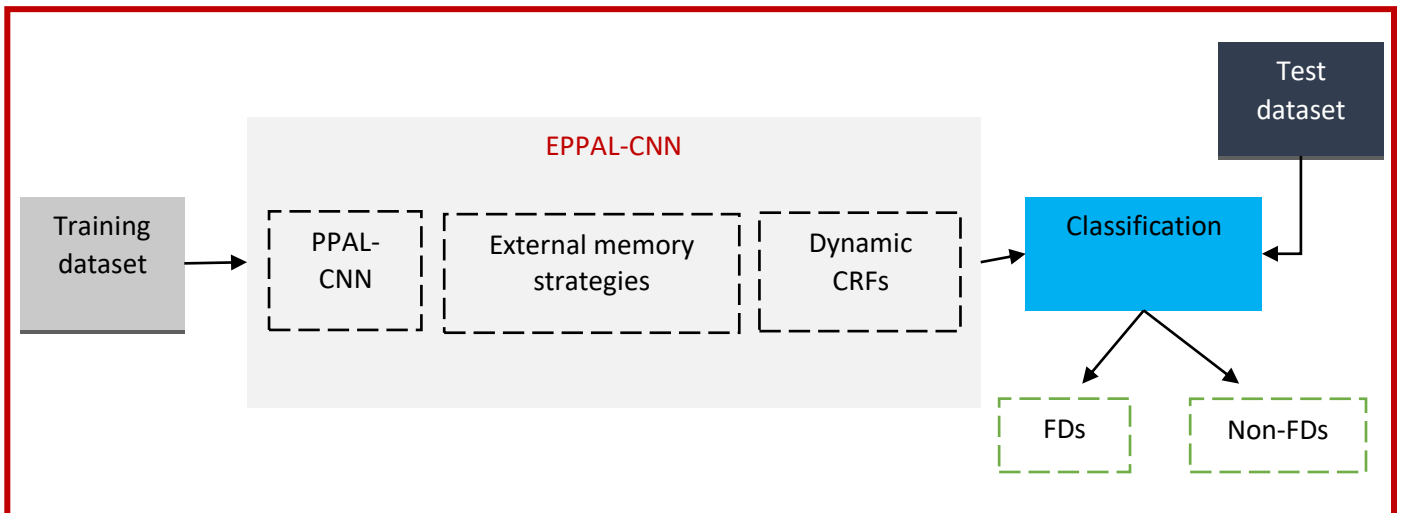 Test
dataset
EPPAL-CNN
Training
dataset
PPAL-
CNN
External memory
strategies
Dynamic
CRFs
Classification
FDs
Non-FDs